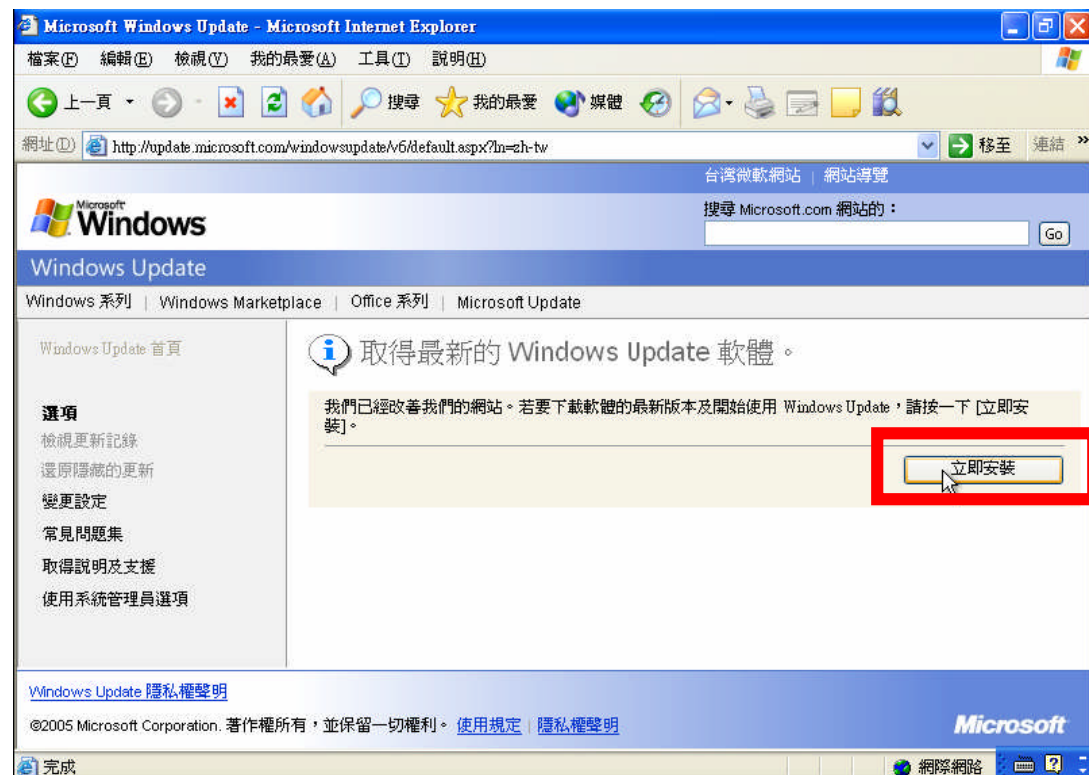 Microsoft Windows Update - Microsoft Internet Explorer
檔案(F) 編輯(E) 檢視(V) 我的最愛(A) 工具(T) 說明(H)
上一頁 搜尋 我的最愛 媒體
網址(D) http://update.microsoft.com/windowsupdate/v6/default.aspx?ln=zh-tw 移至 連結 »
台灣微軟網站 | 網站導覽
Microsoft Windows
搜尋 Microsoft.com 網站的：
Go
Windows Update
Windows 系列 | Windows Marketplace | Office 系列 | Microsoft Update
Windows Update 首頁
選項
檢視更新記錄
還原隱藏的更新
變更設定
常見問題集
取得說明及支援
使用系統管理員選項
取得最新的 Windows Update 軟體。
我們已經改善我們的網站。若要下載軟體的最新版本及開始使用 Windows Update，請按一下 [立即安
裝]。
立即安裝
Windows Update 隱私權聲明
©2005 Microsoft Corporation. 著作權所有，並保留一切權利。 使用規定 | 隱私權聲明
Microsoft
完成 網際網路